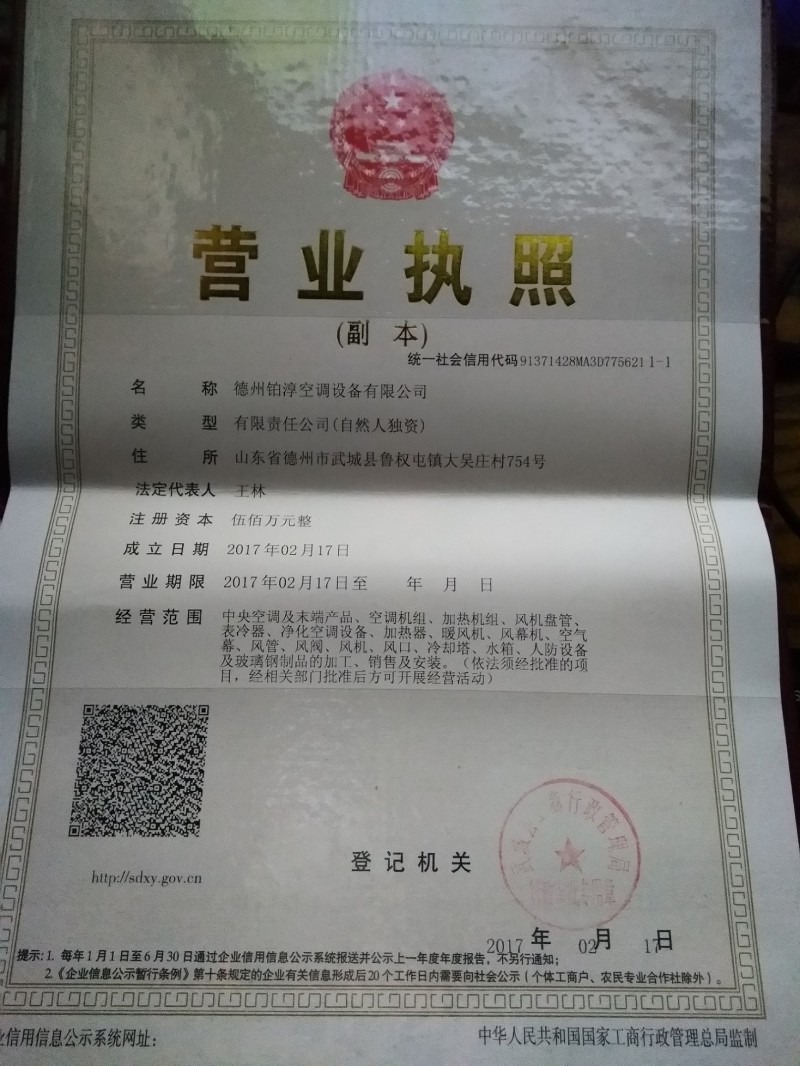 营业执照
(副 本)
统一社会信用代码91371428MA3D775621 1-1
名 称 德州铂淳空调设备有限公司
类 型 有限责任公司(自然人独资)
住 所 山东省德州市武城县鲁权屯镇大吴庄村754号
法定代表人 王林
注册资本 伍佰万元整
成立日期 2017年02月17日
营业期限 2017年02月17日至 年 月 日
经营范围 中央空调及末端产品、空调机组、加热机组、风机盘管、
表冷器、净化空调设备、加热器、暖风机、风幕机、空气
幕、风管、风阀、风机、风口、冷却塔、水箱、人防设备
及玻璃钢制品的加工、销售及安装。（依法须经批准的项
目，经相关部门批准后方可开展经营活动）
http://sdxy.gov.cn
登记机关
行政管理局
2017 年 02月 17日
提示: 1. 每年1月1日至6月30日通过企业信用信息公示系统报送并公示上一年度年度报告，不另行通知;
2.《企业信息公示暂行条例》第十条规定的企业有关信息形成后20个工作日内需要向社会公示（个体工商户、农民专业合作社除外）。
业信用信息公示系统网址:
中华人民共和国国家工商行政管理总局监制